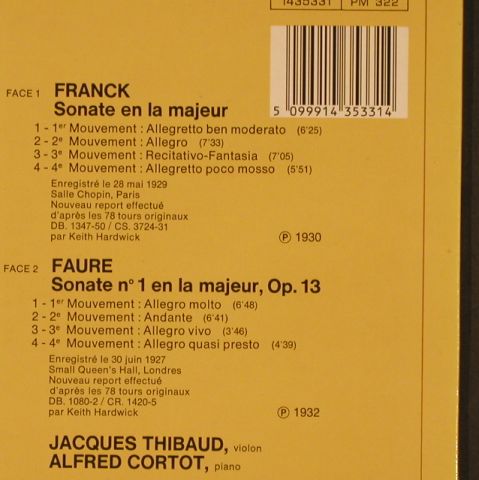 1435331 PM 322
5 099914 353314
FACE 1 FRANCK
Sonate en la majeur
1 - 1er Mouvement : Allegretto ben moderato (6'25)
2 - 2e Mouvement : Allegro (7'33)
3 - 3e Mouvement : Recitativo-Fantasia (7'05)
4 - 4e Mouvement : Allegretto poco mosso (5'51)
Enregistré le 28 mai 1929
Salle Chopin, Paris
Nouveau report effectué
d'après les 78 tours originaux
DB. 1347-50 / CS. 3724-31
par Keith Hardwick
Ⓟ 1930
FACE 2 FAURE
Sonate n° 1 en la majeur, Op. 13
1 - 1er Mouvement : Allegro molto (6'48)
2 - 2e Mouvement : Andante (6'41)
3 - 3e Mouvement : Allegro vivo (3'46)
4 - 4e Mouvement : Allegro quasi presto (4'39)
Enregistré le 30 juin 1927
Small Queen's Hall, Londres
Nouveau report effectué
d'après les 78 tours originaux
DB. 1080-2 / CR. 1420-5
par Keith Hardwick
Ⓟ 1932
JACQUES THIBAUD, violon
ALFRED CORTOT, piano